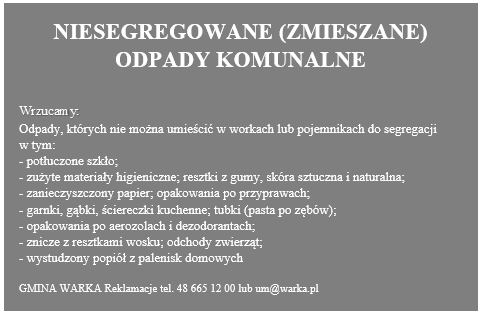 NIESEGREGOWANE (ZMIESZANE)
ODPADY KOMUNALNE
Wrzucamy:
Odpady, których nie można umieścić w workach lub pojemnikach do segregacji
w tym:
- potłuczone szkło;
- zużyte materiały higieniczne; resztki z gumy, skóra sztuczna i naturalna;
- zanieczyszczony papier; opakowania po przyprawach;
- garnki, gąbki, ściereczki kuchenne; tubki (pasta po zębów);
- opakowania po aerozolach i dezodorantach;
- znicze z resztkami wosku; odchody zwierząt;
- wystudzony popiół z palenisk domowych
GMINA WARKA Reklamacje tel. 48 665 12 00 lub um@warka.pl